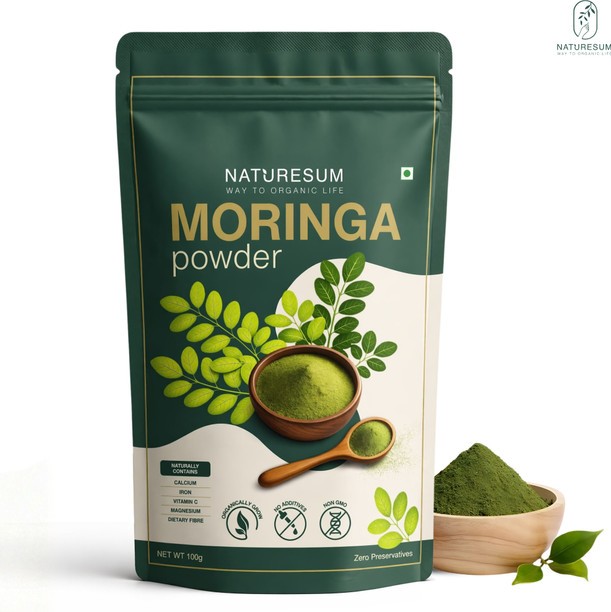 NATURESUM
WAY TO ORGANIC LIFE
NATURESUM
WAY TO ORGANIC LIFE
MORINGA
powder
NATURALLY
CONTAINS
CALCIUM
IRON
VITAMIN C
MAGNESIUM
DIETARY FIBRE
ORGANICALLY GROW
NO ADDITIVES
NON GMO
NET WT 100g
Zero Preservatives